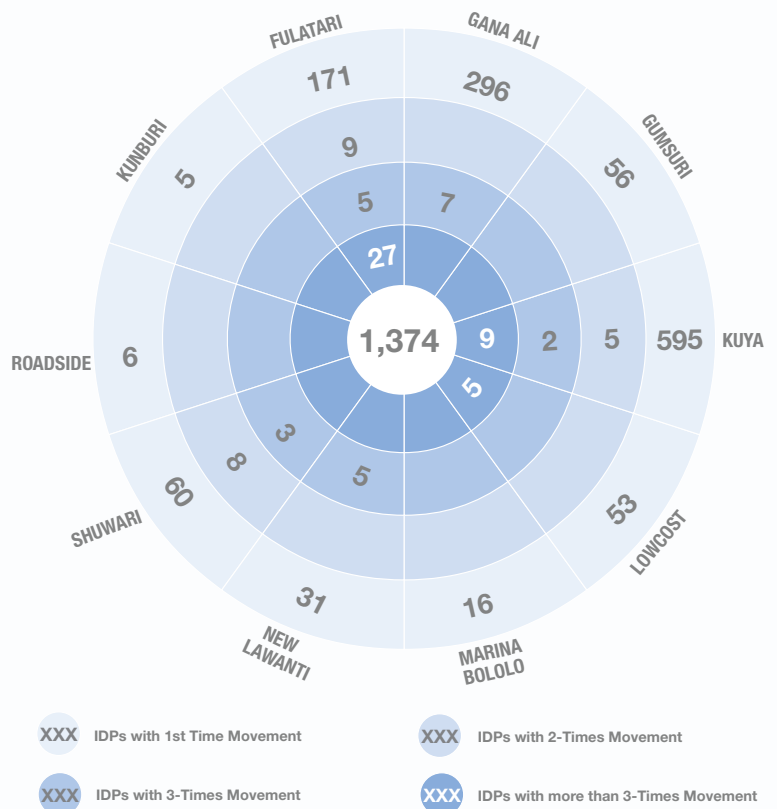 FULATARI
GANA ALI
171
296
KUNBURI
GUMSURI
5
9
56
5
7
27
1,374
9
2
5
595
KUYA
ROADSIDE
6
5
3
8
5
60
53
SHUWARI
LOWCOST
31
16
NEW
LAWANTI
MARINA
BOLOLO
XXX IDPs with 1st Time Movement
XXX IDPs with 2-Times Movement
XXX IDPs with 3-Times Movement
XXX IDPs with more than 3-Times Movement